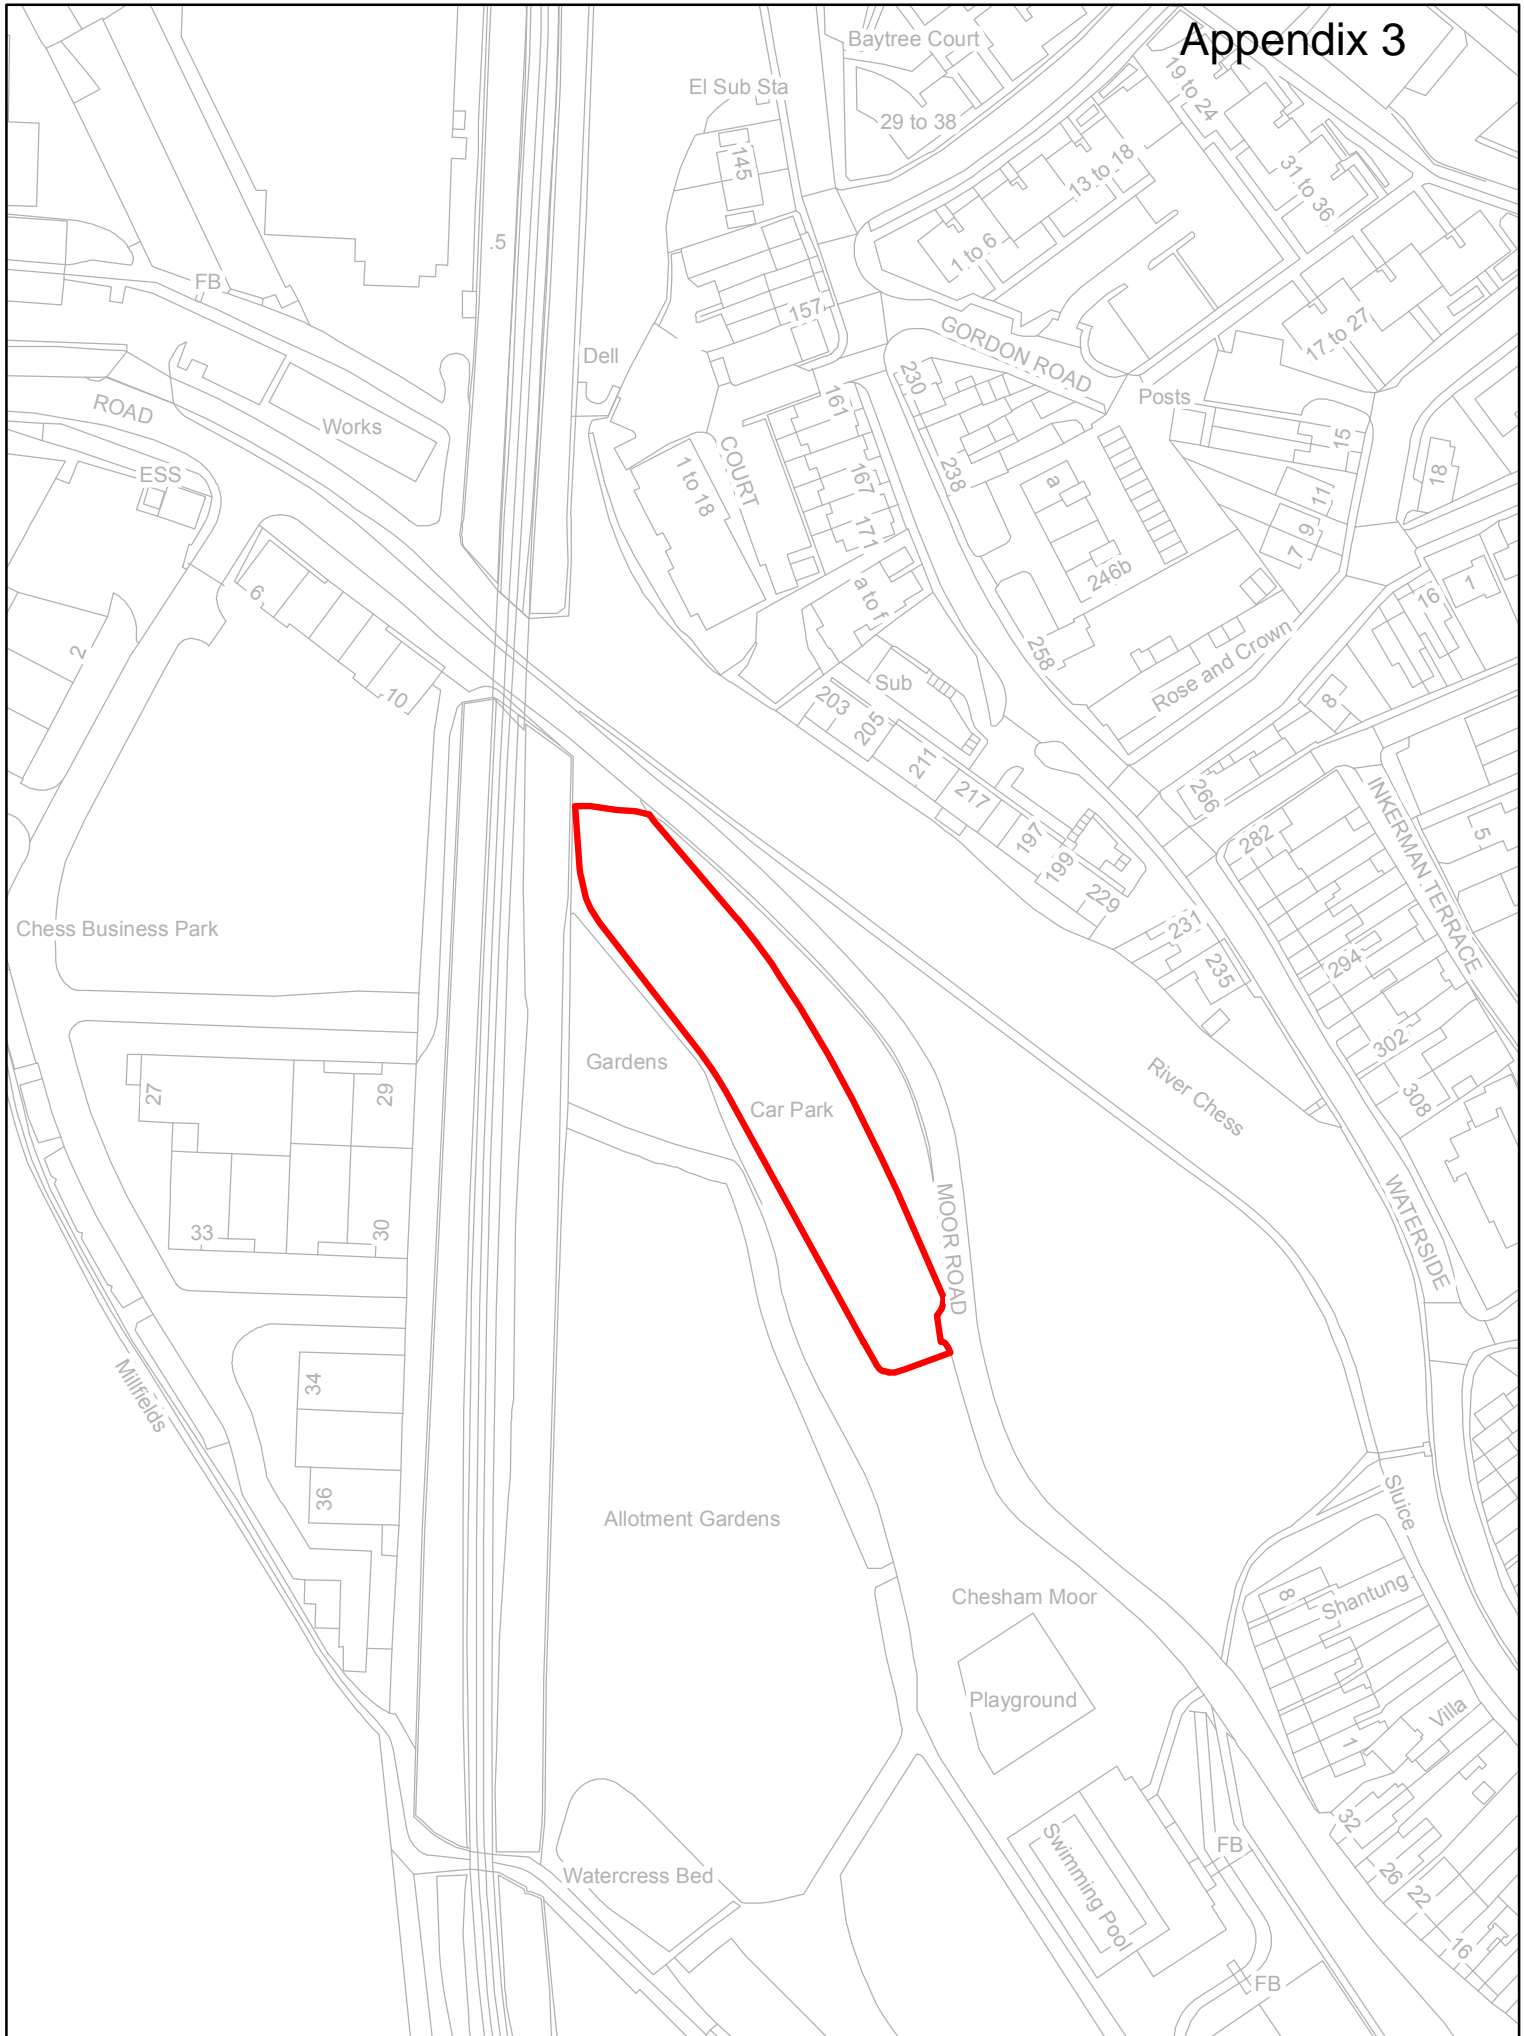 Appendix 3
Baytree Court
El Sub Sta
29 to 38
19 to 24
145
13 to 18
31 to 36
.5
1 to 6
FB
157
GORDON ROAD
17 to 27
Dell
230
Posts
161
ROAD
Works
15
COURT
1 to 18
167
238
a
18
11
ESS
171
9
7
246b
a to f
6
16
1
2
258
Rose and Crown
10
Sub
203
205
8
211
217
266
INKERMAN TERRACE
197
282
5
199
229
231
Chess Business Park
235
294
302
Gardens
River Chess
27
29
308
Car Park
MOOR ROAD
WATERSIDE
33
30
Millfields
34
36
Sluice
Allotment Gardens
Chesham Moor
8
Shantung
Playground
Villa
1
32
Swimming Pool
FB
Watercress Bed
26
22
16
FB